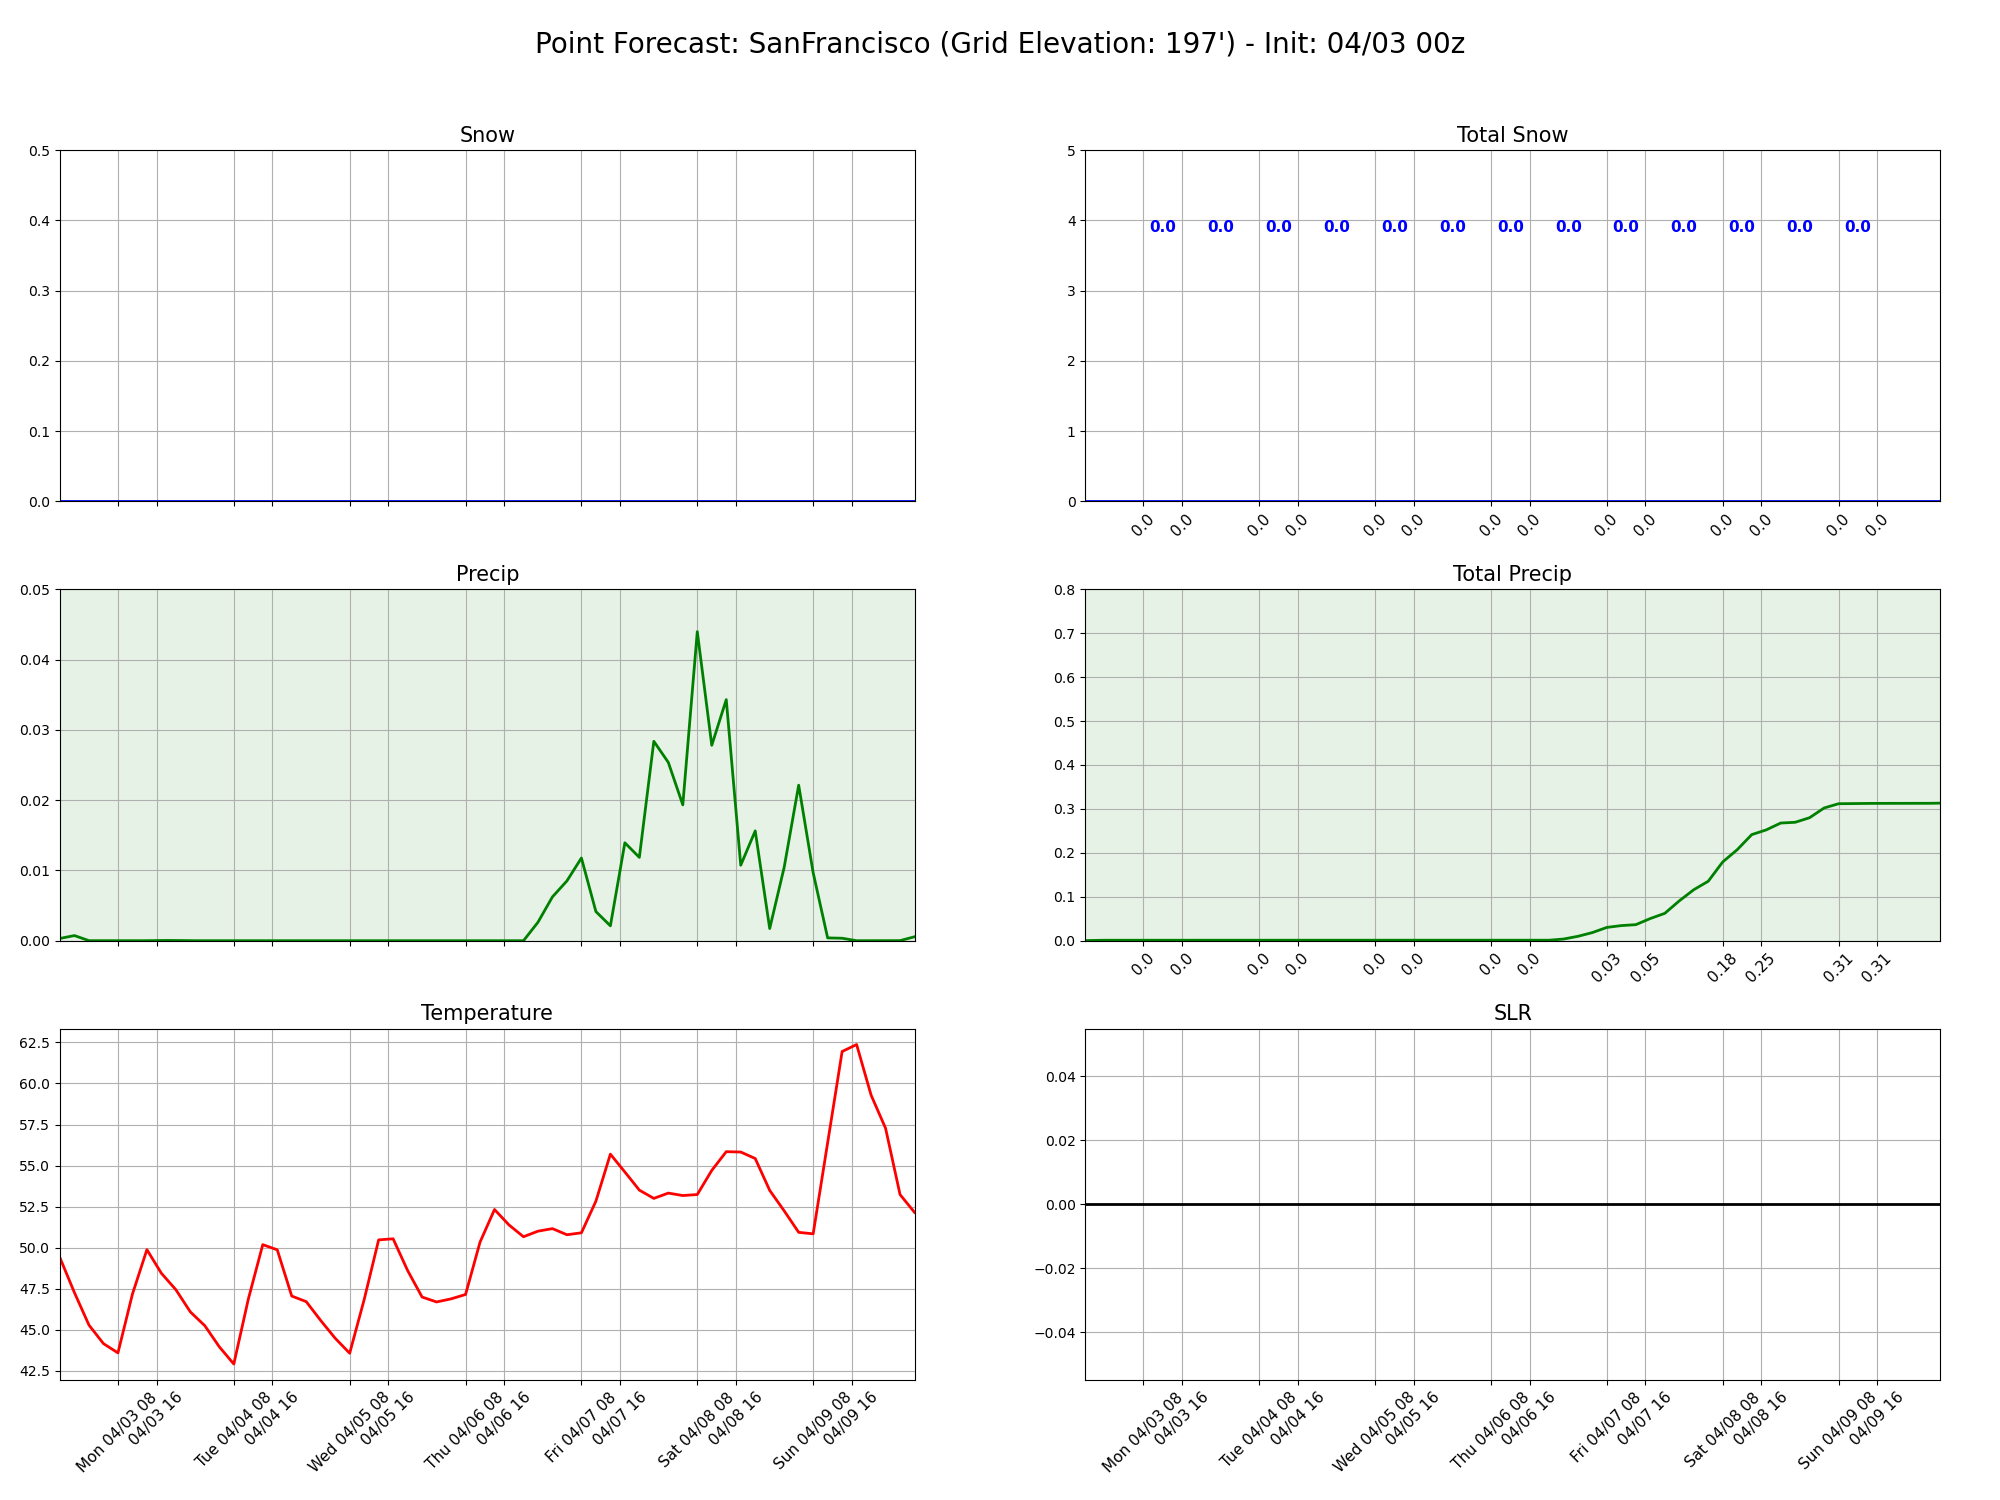 Point Forecast: SanFrancisco (Grid Elevation: 197') - Init: 04/03 00z
Snow
0.5
0.4
0.3
0.2
0.1
0.0
Total Snow
5
4
3
2
1
0
0.0 0.0 0.0 0.0 0.0 0.0 0.0 0.0 0.0 0.0 0.0 0.0 0.0
0.0 0.0 0.0 0.0 0.0 0.0 0.0 0.0 0.0 0.0 0.0 0.0 0.0 0.0
Precip
0.05
0.04
0.03
0.02
0.01
0.00
Total Precip
0.8
0.7
0.6
0.5
0.4
0.3
0.2
0.1
0.0
0.0 0.0 0.0 0.0 0.0 0.0 0.0 0.0 0.03 0.05 0.18 0.25 0.31 0.31
Temperature
62.5
60.0
57.5
55.0
52.5
50.0
47.5
45.0
42.5
Mon 04/03 08
04/03 16
Tue 04/04 08
04/04 16
Wed 04/05 08
04/05 16
Thu 04/06 08
04/06 16
Fri 04/07 08
04/07 16
Sat 04/08 08
04/08 16
Sun 04/09 08
04/09 16
SLR
0.04
0.02
0.00
−0.02
−0.04
Mon 04/03 08
04/03 16
Tue 04/04 08
04/04 16
Wed 04/05 08
04/05 16
Thu 04/06 08
04/06 16
Fri 04/07 08
04/07 16
Sat 04/08 08
04/08 16
Sun 04/09 08
04/09 16